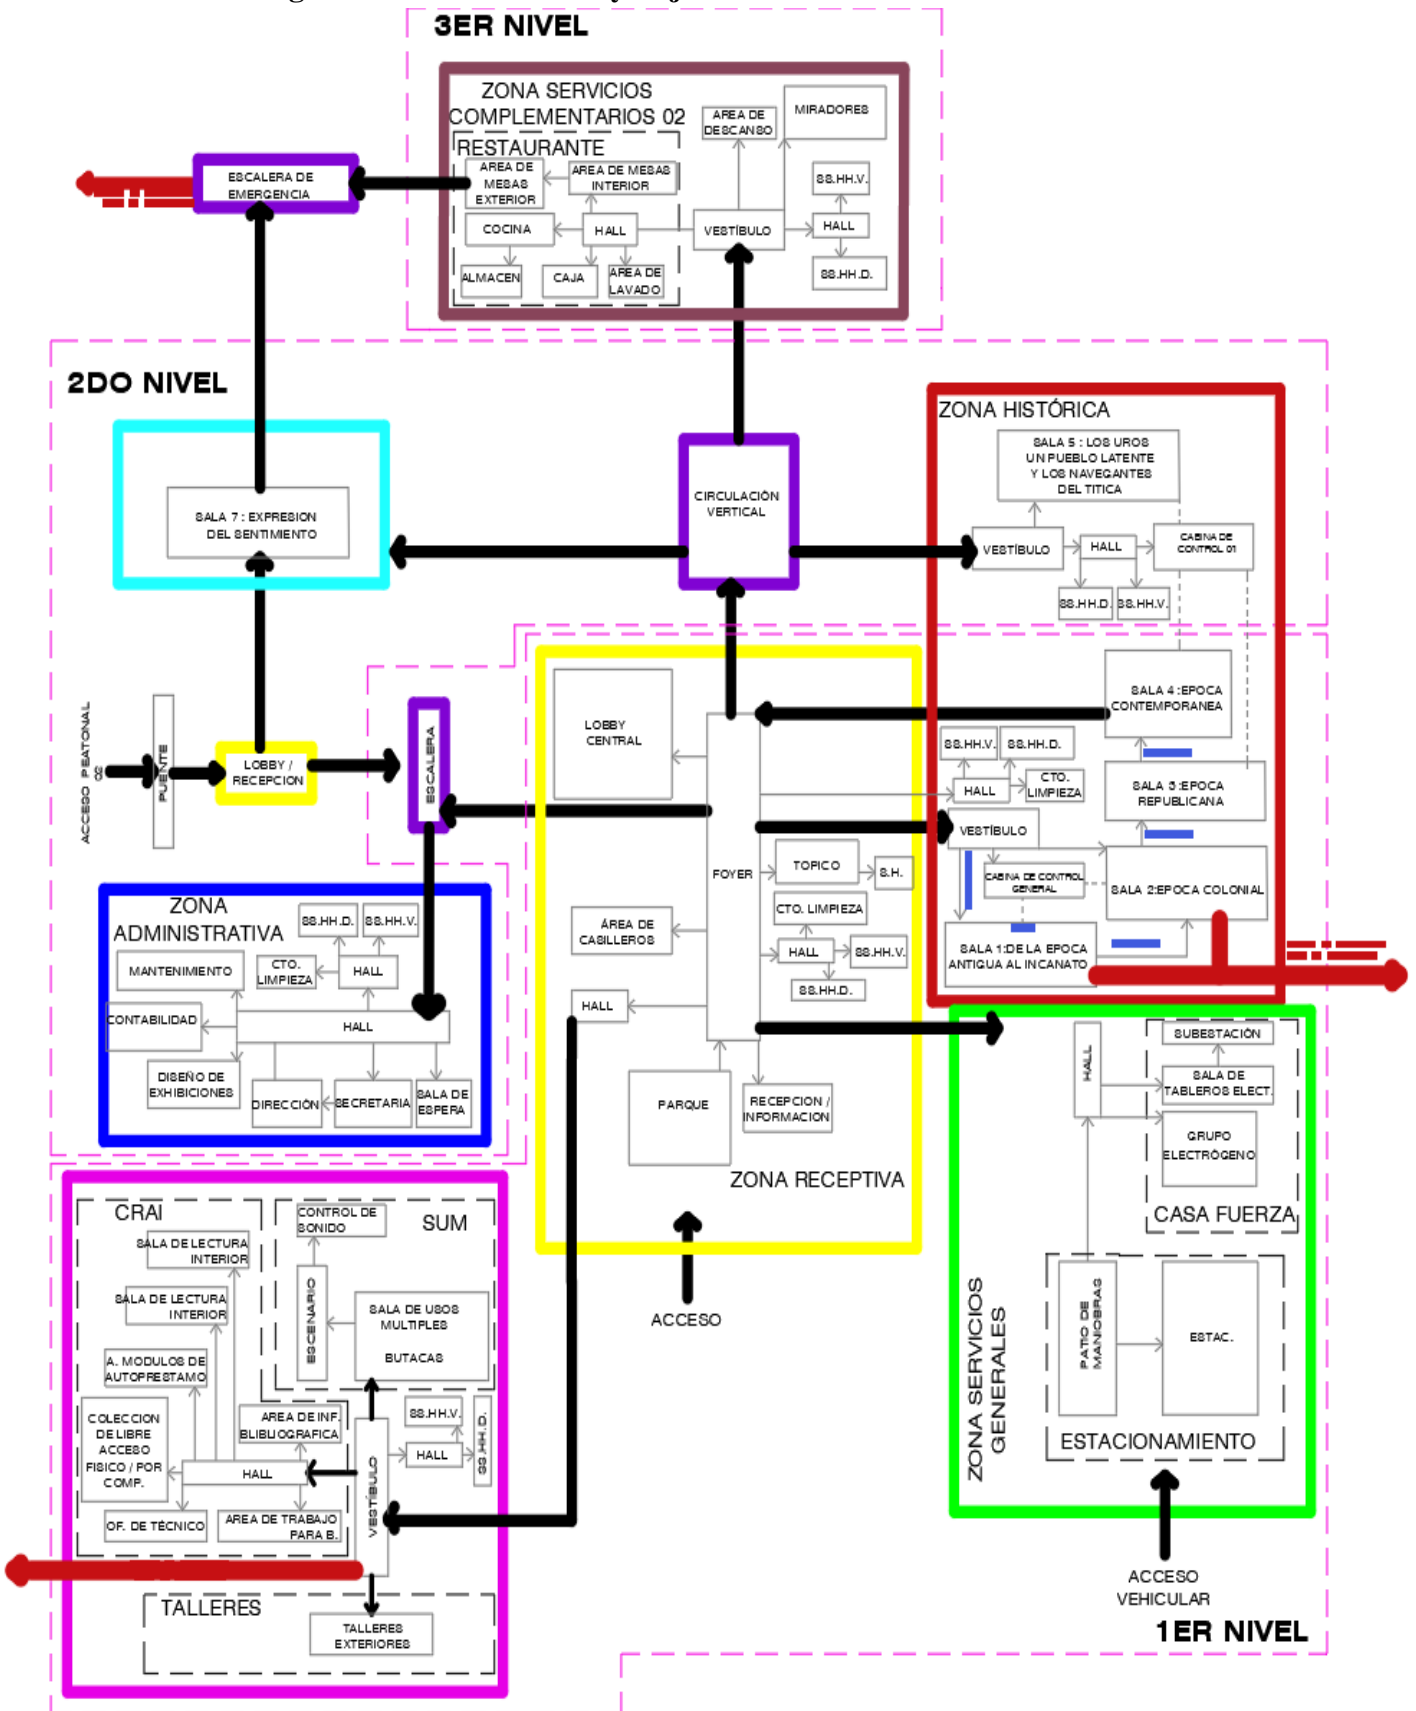 3ER NIVEL
ZONA SERVICIOS
COMPLEMENTARIOS 02
RESTAURANTE
AREA DE
MESAS
EXTERIOR
AREA DE MESAS
INTERIOR
COCINA
HALL
ALMACEN
CAJA
AREA DE
LAVADO
AREA DE
DESCANSO
MIRADORES
VESTÍBULO
SS.HH.V.
HALL
SS.HH.D.
ESCALERA DE
EMERGENCIA
2DO NIVEL
SALA 7 : EXPRESION
DEL SENTIMIENTO
CIRCULACIÓN
VERTICAL
ZONA HISTÓRICA
SALA 5 : LOS UROS
UN PUEBLO LATENTE
Y LOS NAVEGANTES
DEL TITICA
VESTÍBULO
HALL
CABINA DE
CONTROL 01
SS.HH.D.
SS.HH.V.
SALA 4 :EPOCA
CONTEMPORANEA
SS.HH.V.
SS.HH.D.
HALL
CTO.
LIMPIEZA
SALA 3 :EPOCA
REPUBLICANA
VESTÍBULO
CABINA DE CONTROL
GENERAL
SALA 2:EPOCA COLONIAL
SALA 1:DE LA EPOCA
ANTIGUA AL INCANATO
ACCESO PEATONAL
02
PUENTE
LOBBY /
RECEPCION
ESCALERA
LOBBY
CENTRAL
FOYER
TOPICO
S.H.
CTO. LIMPIEZA
HALL
SS.HH.V.
SS.HH.D.
ÁREA DE
CASILLEROS
HALL
PARQUE
RECEPCION /
INFORMACION
ZONA RECEPTIVA
ACCESO
ZONA
ADMINISTRATIVA
SS.HH.D.
SS.HH.V.
MANTENIMIENTO
CTO.
LIMPIEZA
HALL
CONTABILIDAD
HALL
DISEÑO DE
EXHIBICIONES
DIRECCIÓN
SECRETARIA
SALA DE
ESPERA
CRAI
SALA DE LECTURA
INTERIOR
SALA DE LECTURA
INTERIOR
A. MODULOS DE
AUTOPRESTAMO
COLECCION
DE LIBRE
ACCESO
FISICO / POR
COMP.
AREA DE INF.
BLIBLIOGRAFICA
HALL
OF. DE TÉCNICO
AREA DE TRABAJO
PARA B.
CONTROL DE
SONIDO
SUM
ESCENARIO
SALA DE USOS
MULTIPLES
BUTACAS
SS.HH.V.
HALL
SS.HH.D.
VESTÍBULO
TALLERES
TALLERES
EXTERIORES
HALL
SUBESTACIÓN
SALA DE
TABLEROS ELECT.
GRUPO
ELECTRÓGENO
CASA FUERZA
ZONA SERVICIOS
GENERALES
PATIO DE
MANIOBRAS
ESTAC.
ESTACIONAMIENTO
ACCESO
VEHICULAR
1ER NIVEL